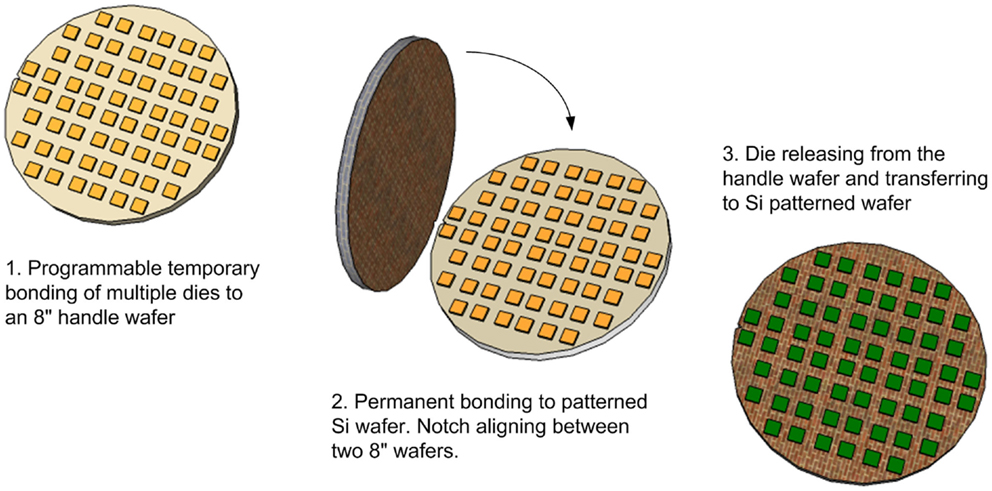 1. Programmable temporary
bonding of multiple dies to
an 8" handle wafer
2. Permanent bonding to patterned
Si wafer. Notch aligning between
two 8" wafers.
3. Die releasing from the
handle wafer and transferring
to Si patterned wafer